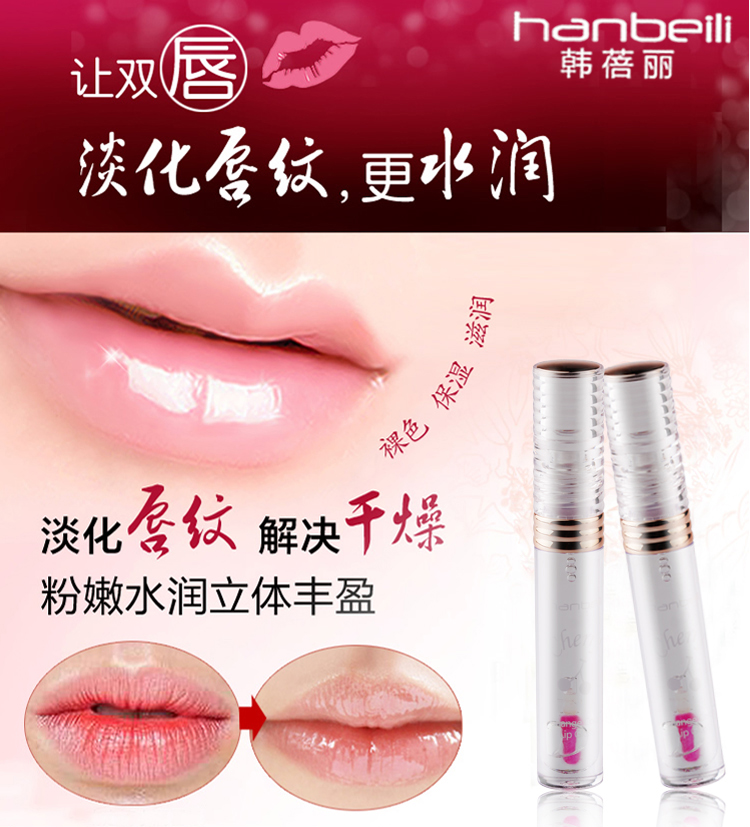 hanbeili
韩蓓丽
让双唇
淡化唇纹,更水润
裸色 保湿 滋润
淡化唇纹 解决干燥
粉嫩水润立体丰盈